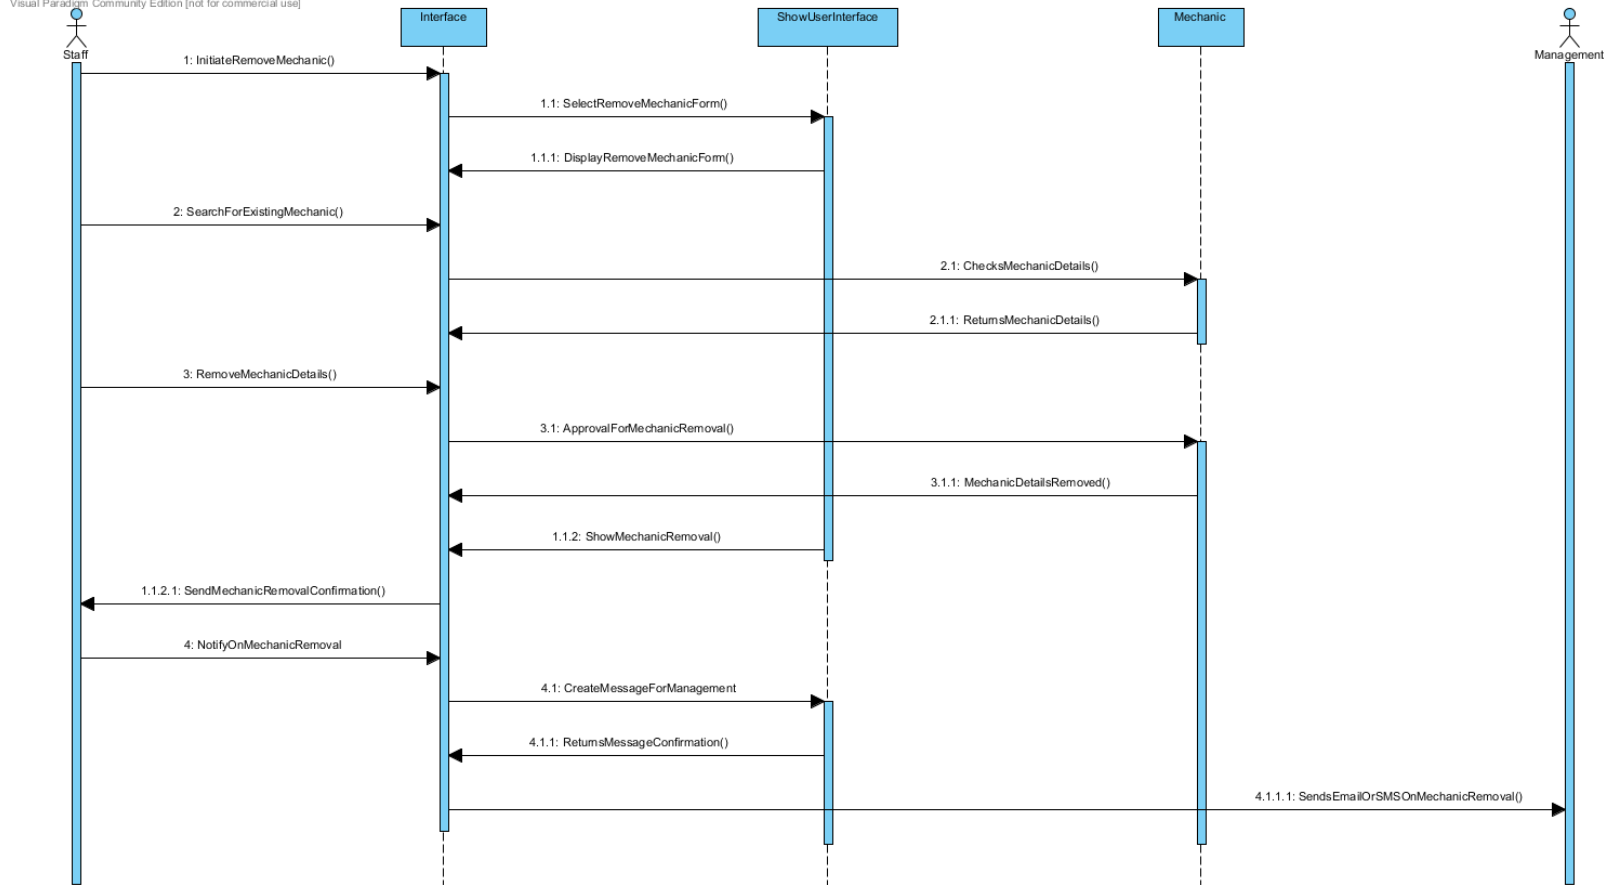 Visual Paradigm Community Edition [not for commercial use]
Interface
ShowUserInterface
Mechanic
Staff
Management
1: InitiateRemoveMechanic()
1.1: SelectRemoveMechanicForm()
1.1.1: DisplayRemoveMechanicForm()
2: SearchForExistingMechanic()
2.1: ChecksMechanicDetails()
2.1.1: ReturnsMechanicDetails()
3: RemoveMechanicDetails()
3.1: ApprovalForMechanicRemoval()
3.1.1: MechanicDetailsRemoved()
1.1.2: ShowMechanicRemoval()
1.1.2.1: SendMechanicRemovalConfirmation()
4: NotifyOnMechanicRemoval
4.1: CreateMessageForManagement
4.1.1: ReturnsMessageConfirmation()
4.1.1.1: SendsEmailOrSMSOnMechanicRemoval()